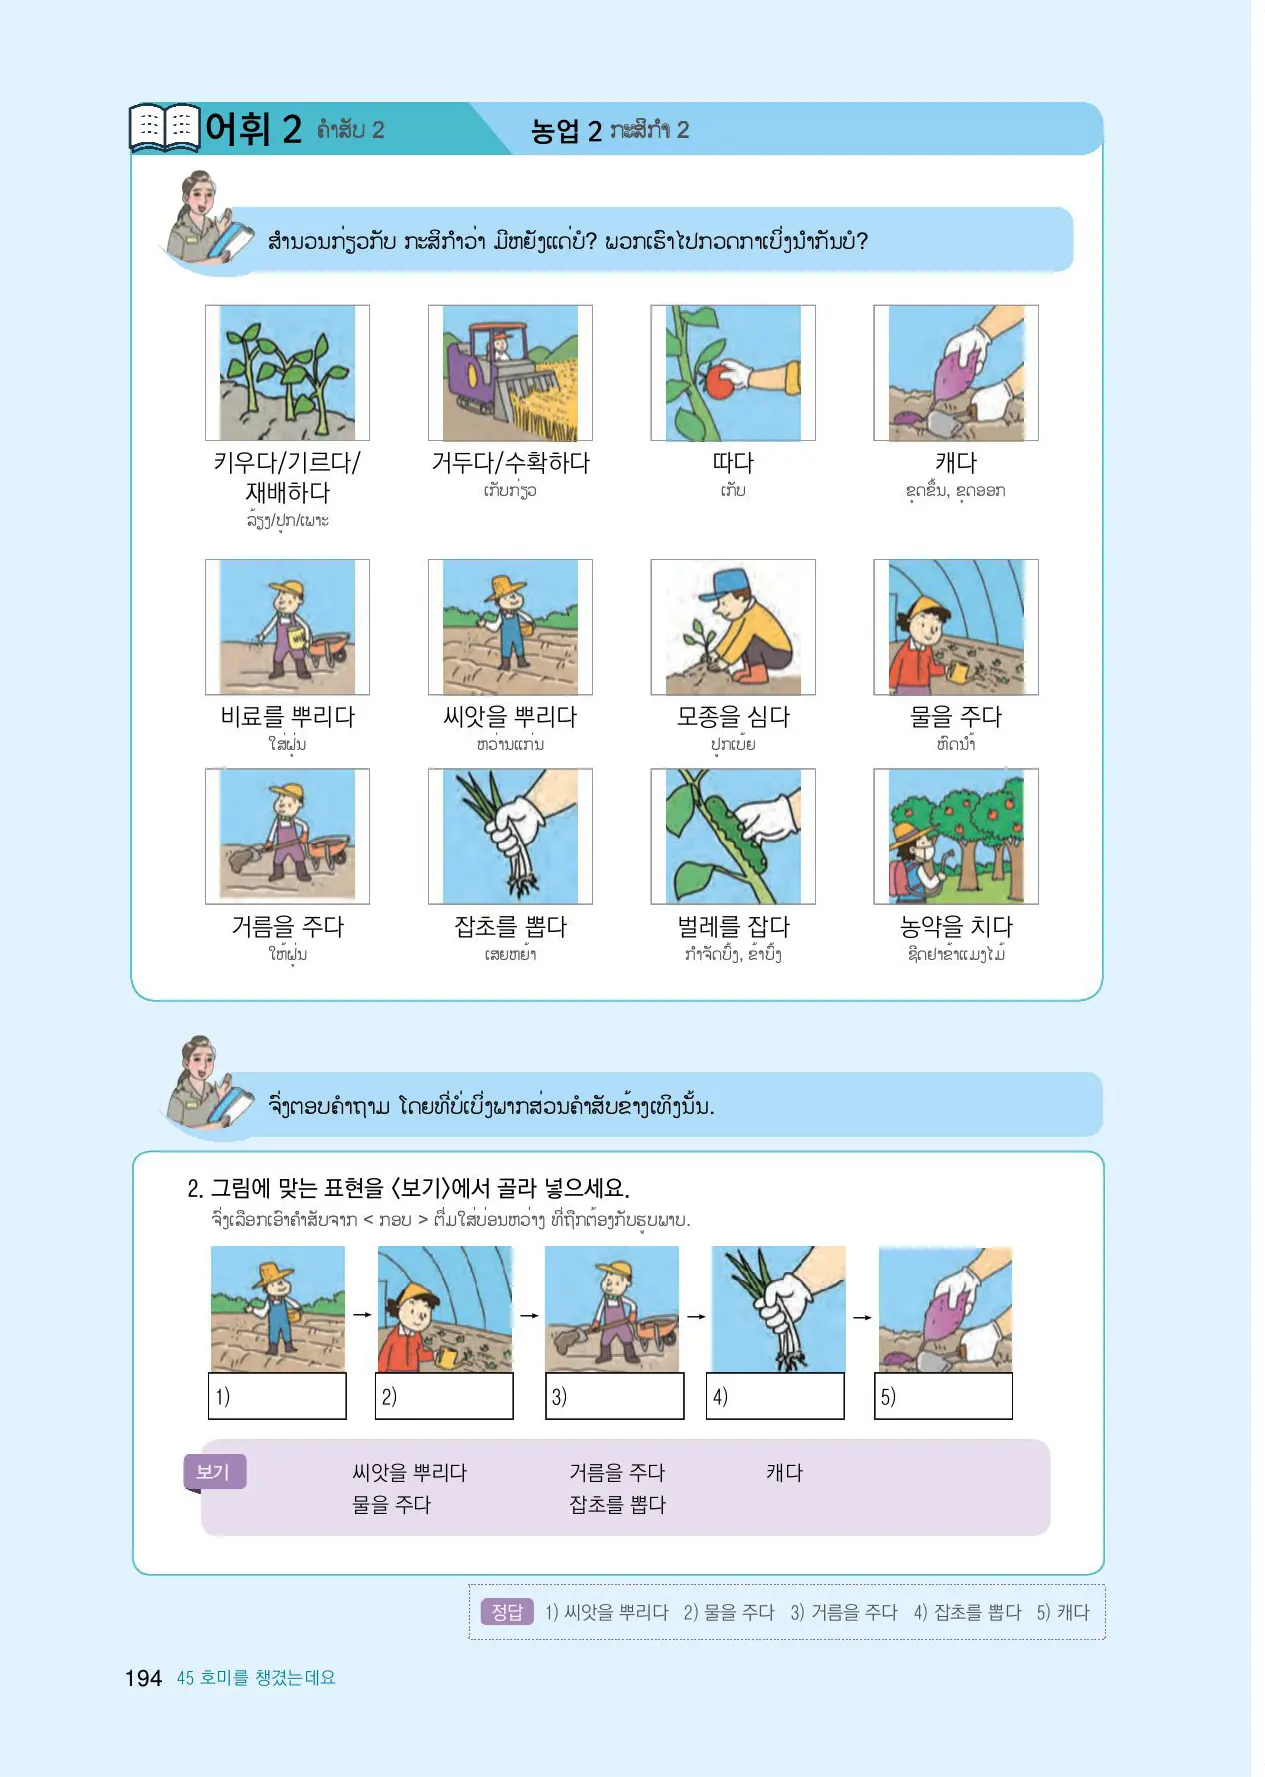 어휘 2 ຄຳສັບ 2 농업 2 ກະສິກຳ 2
ສຳນວນກ່ຽວກັບ ກະສິກຳວ່າ ມີຫຍັງແດ່ບໍ? ພວກເຮົາໄປກວດກາເບິ່ງນຳກັນບໍ?
키우다/기르다/ 거두다/수확하다 따다 캐다
재배하다 ເກັບກ່ຽວ ເກັບ ຂຸດຂຶ້ນ, ຂຸດອອກ
ລ້ຽງ/ປູກ/ເພາະ
비료를 뿌리다 씨앗을 뿌리다 모종을 심다 물을 주다
ໃສ່ຝຸ່ນ ຫວ່ານແກ່ນ ປູກເບ້ຍ ຫົດນ້ຳ
거름을 주다 잡초를 뽑다 벌레를 잡다 농약을 치다
ໃຫ້ຝຸ່ນ ເສຍຫຍ້າ ກຳຈັດບົ້ງ, ຂ້າບົ້ງ ຊີດຢາຂ້າແມງໄມ້
ຈົ່ງຕອບຄຳຖາມ ໂດຍທີ່ບໍ່ເບິ່ງພາກສ່ວນຄຳສັບຂ້າງເທິງນັ້ນ.
2. 그림에 맞는 표현을 〈보기〉에서 골라 넣으세요.
ຈົ່ງເລືອກເອົາຄຳສັບຈາກ < ກອບ > ຕື່ມໃສ່ບ່ອນຫວ່າງ ທີ່ຖືກຕ້ອງກັບຮູບພາບ.
→ → → →
1) 2) 3) 4) 5)
보기 씨앗을 뿌리다 거름을 주다 캐다
물을 주다 잡초를 뽑다
정답 1) 씨앗을 뿌리다 2) 물을 주다 3) 거름을 주다 4) 잡초를 뽑다 5) 캐다
194 45 호미를 챙겼는데요